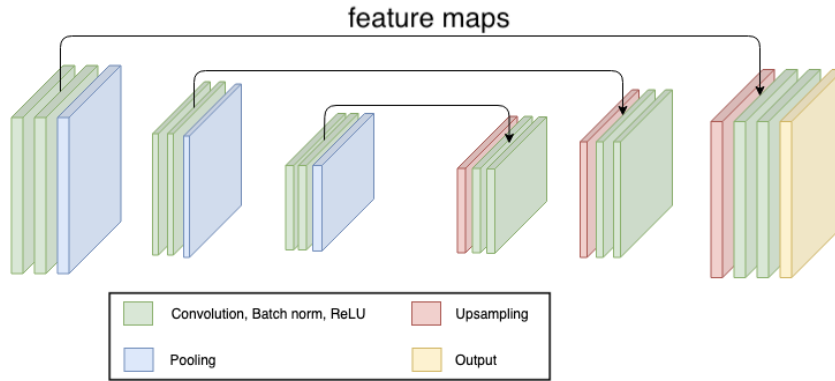 feature maps
Convolution, Batch norm, ReLU
Upsampling
Pooling
Output